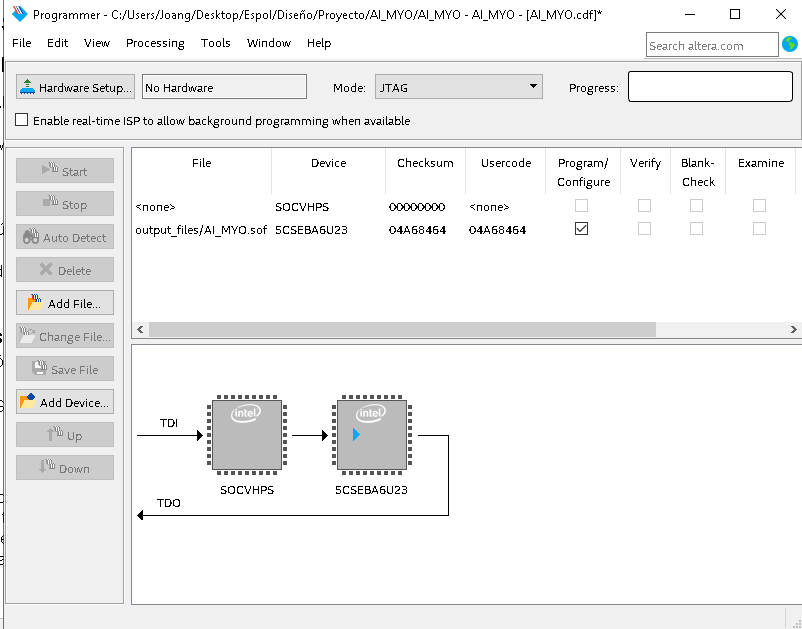 Programmer - C:/Users/Joang/Desktop/Espol/Diseño/Proyecto/AI_MYO/AI_MYO - AI_MYO - [AI_MYO.cdf]*
File Edit View Processing Tools Window Help
Search altera.com
Hardware Setup... No Hardware Mode: JTAG Progress:
Enable real-time ISP to allow background programming when available
Start
Stop
Auto Detect
Delete
Add File...
Change File...
Save File
Add Device...
Up
Down
File Device Checksum Usercode Program/ Verify Blank- Examine
Configure Check
<none> SOCVHPS 00000000 <none>
output_files/AI_MYO.sof 5CSEBA6U23 04A68464 04A68464
intel intel
TDI
SOCVHPS 5CSEBA6U23
TDO